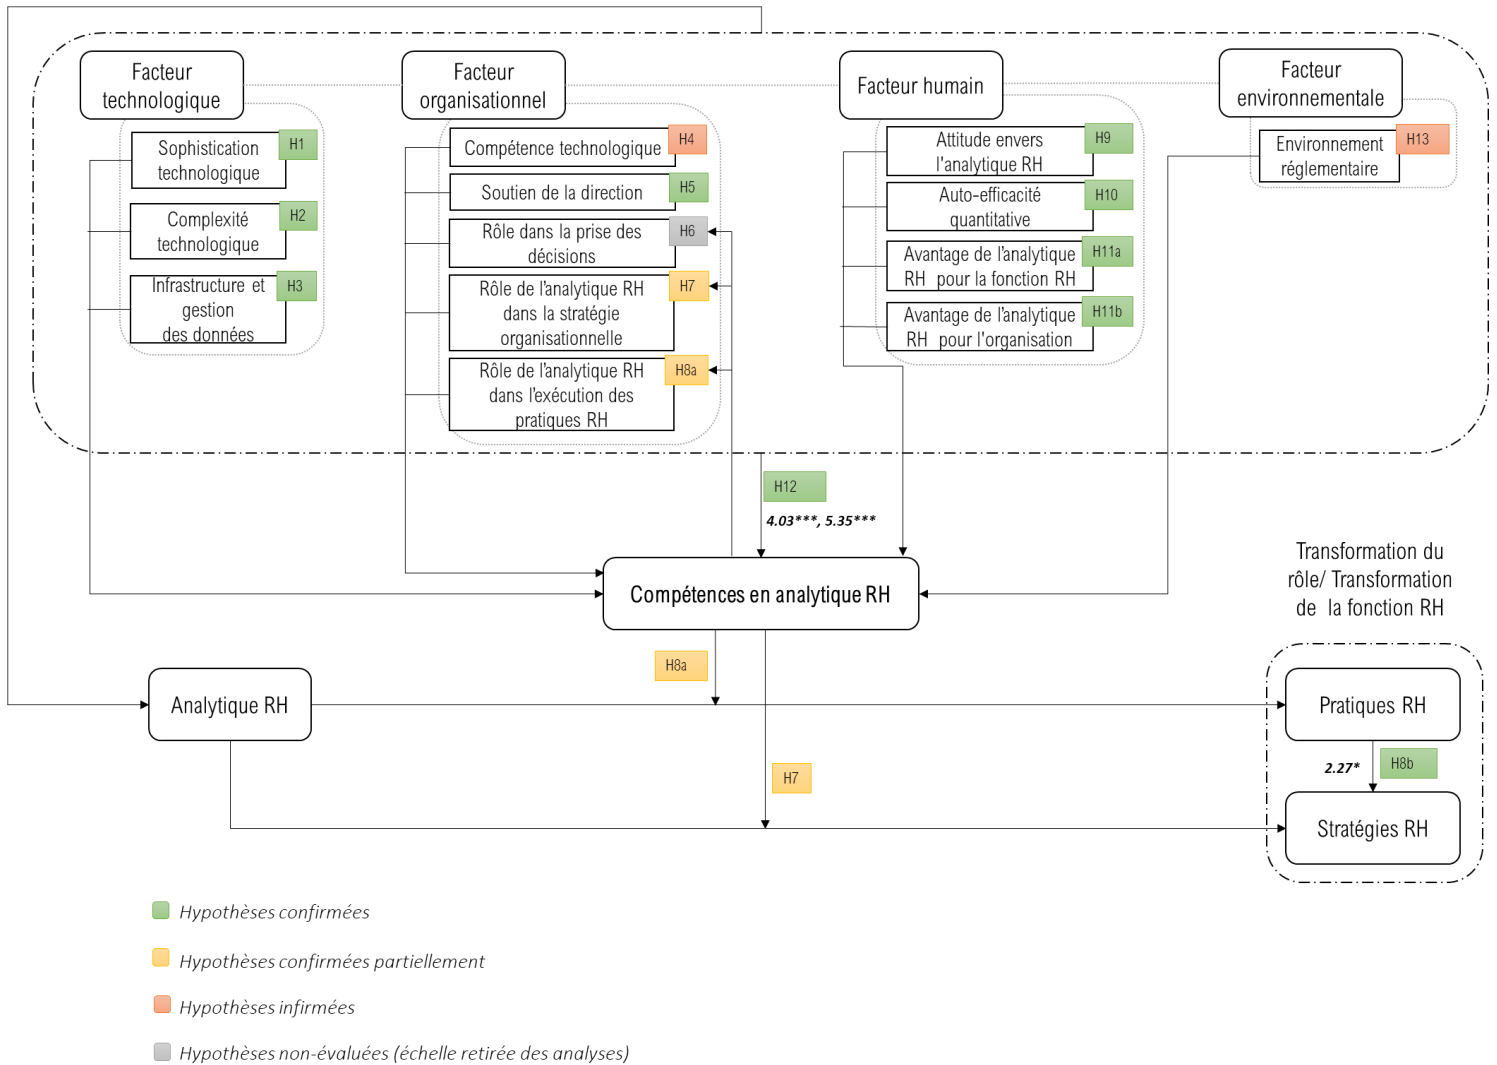 Facteur
technologique
Sophistication
technologique
H1
Complexité
technologique
H2
Infrastructure et
gestion
des données
H3
Facteur
organisationnel
Compétence technologique
H4
Soutien de la direction
H5
Rôle dans la prise des
décisions
H6
Rôle de l'analytique RH
dans la stratégie
organisationnelle
H7
Rôle de l'analytique RH
dans l'exécution des
pratiques RH
H8a
Facteur humain
Attitude envers
l'analytique RH
H9
Auto-efficacité
quantitative
H10
Avantage de l'analytique
RH pour la fonction RH
H11a
Avantage de l'analytique
RH pour l'organisation
H11b
Facteur
environnementale
Environnement
réglementaire
H13
H12
4.03***, 5.35***
Compétences en analytique RH
Transformation du
rôle/ Transformation
de la fonction RH
H8a
Analytique RH
Pratiques RH
H7
2.27*
H8b
Stratégies RH
Hypothèses confirmées
Hypothèses confirmées partiellement
Hypothèses infirmées
Hypothèses non-évaluées (échelle retirée des analyses)